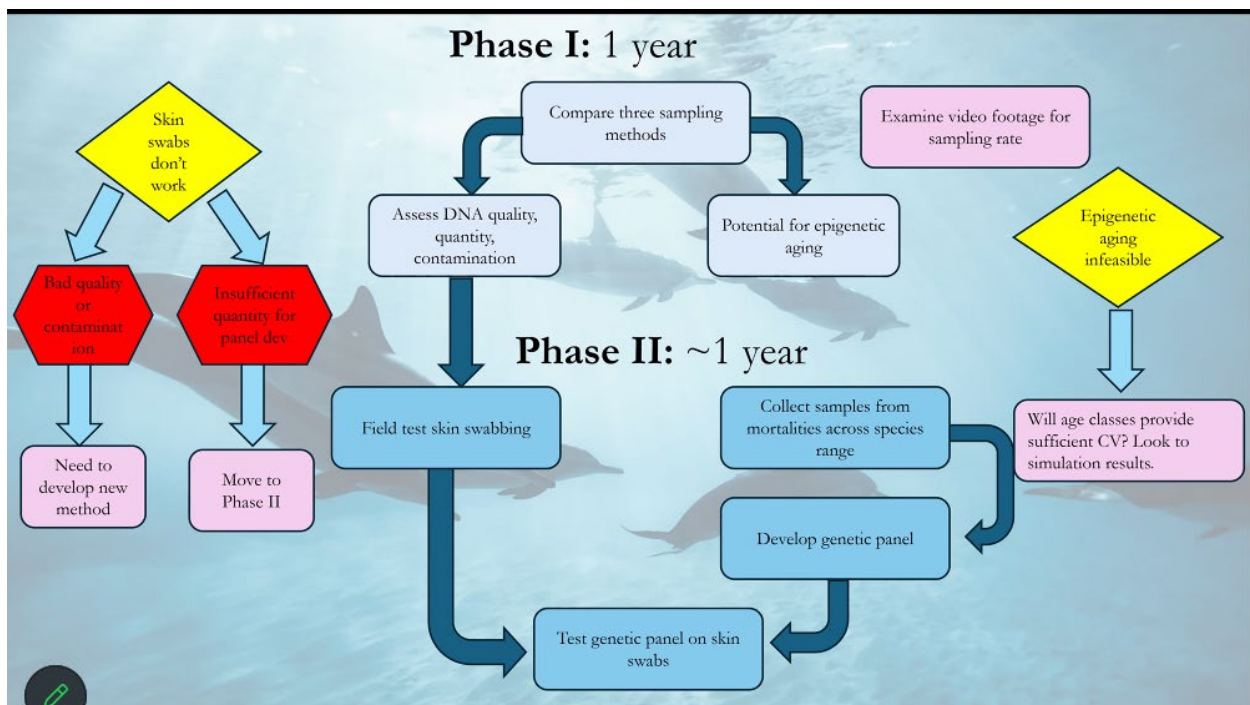 Phase I: 1 year
Skin
swabs
don't
work
Bad quality
or
contaminat
ion
Need to
develop new
method
Insufficient
quantity for
panel dev
Move to
Phase II
Compare three sampling
methods
Assess DNA quality,
quantity,
contamination
Potential for epigenetic
aging
Examine video footage for
sampling rate
Epigenetic
aging
infeasible
Will age classes provide
sufficient CV? Look to
simulation results.
Phase II: ~1 year
Field test skin swabbing
Collect samples from
mortalities across species
range
Develop genetic panel
Test genetic panel on skin
swabs